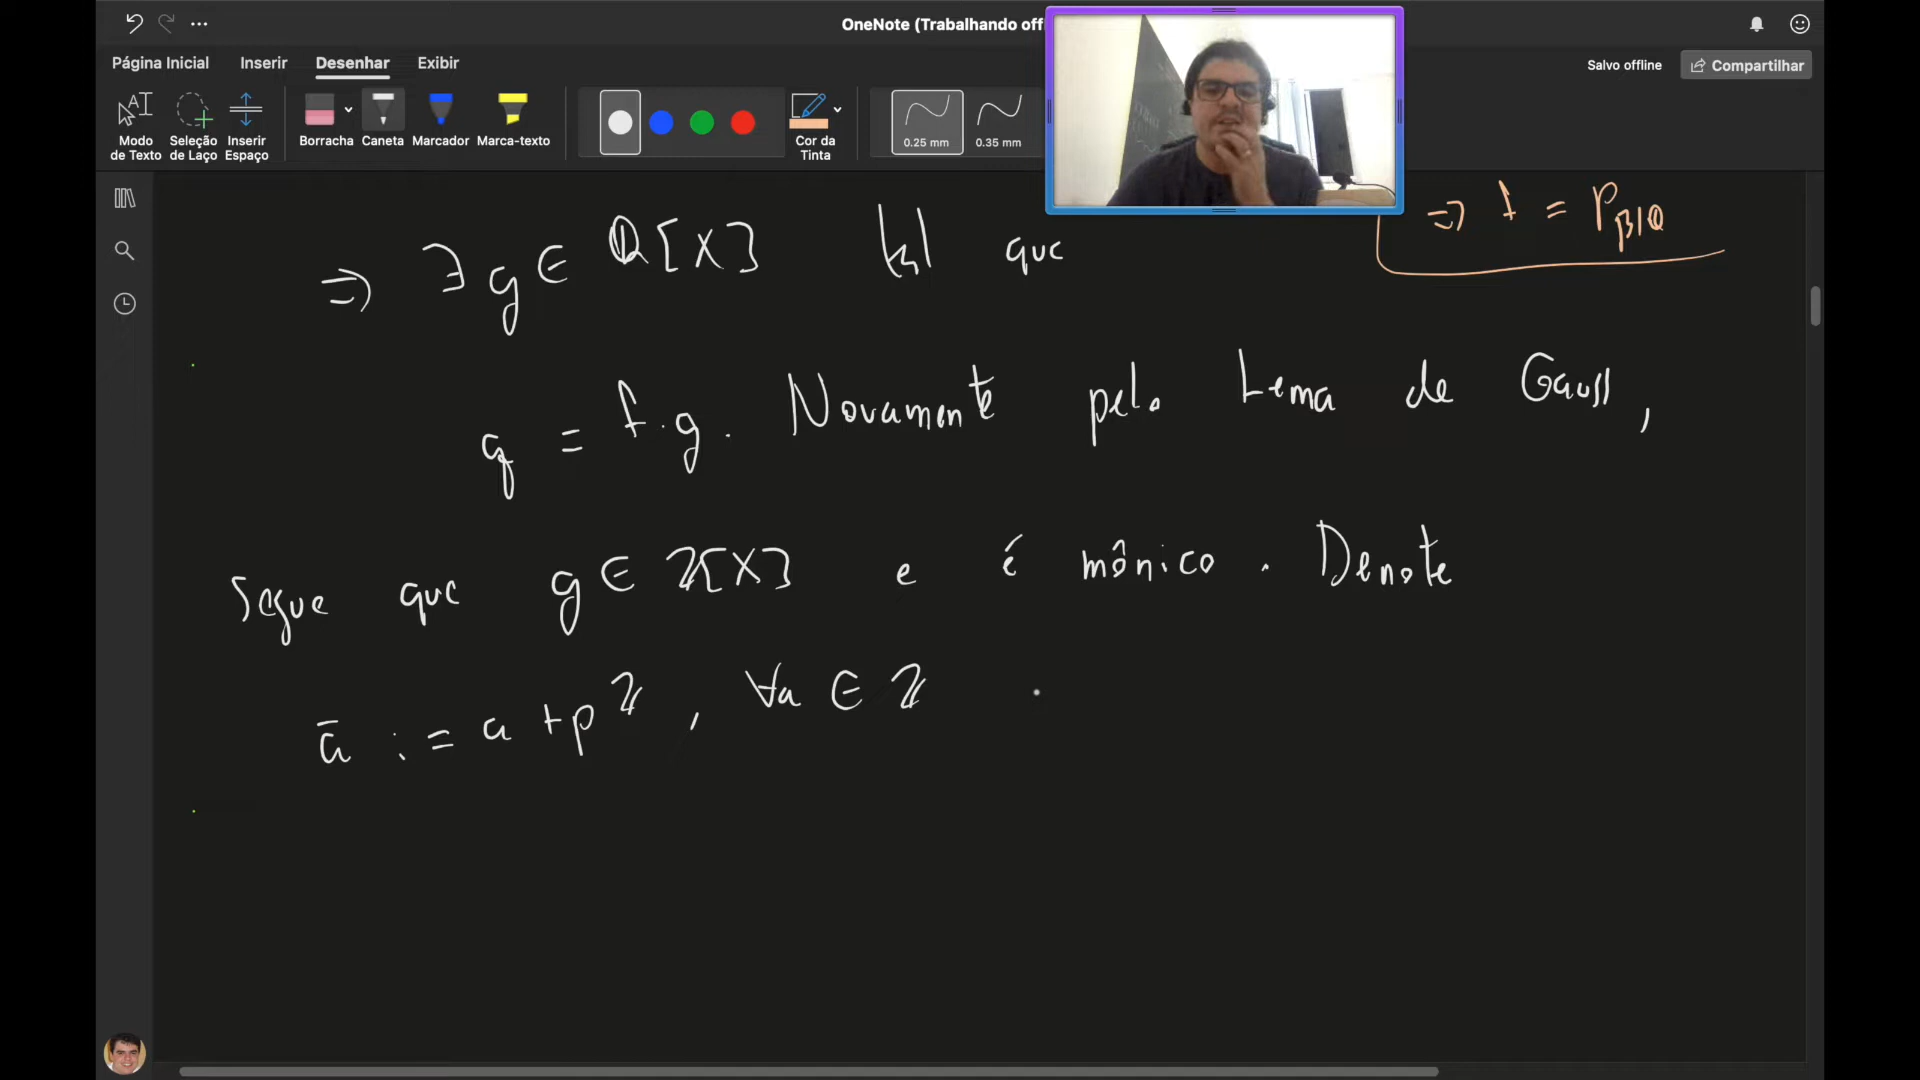 OneNote (Trabalhando off
Salvo offline
Compartilhar
Página Inicial Inserir Desenhar Exibir
Modo de Texto
Seleção de Laço
Inserir Espaço
Borracha
Caneta
Marcador
Marca-texto
Cor da Tinta
0.25 mm
0.35 mm
⇒ f = P_{β|Q}
⇒ ∃ g ∈ Q[X] tal que
q = f.g. Novamente pelo Lema de Gauss,
Segue que g ∈ Z[X] e é mônico. Denote
ā := a + pZ, ∀a ∈ Z